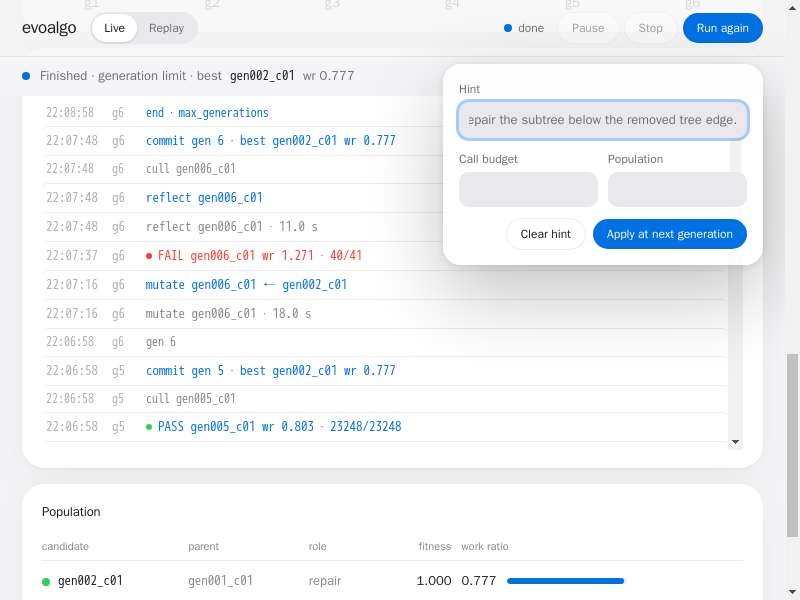 g1 g2 g3 g4 g5 g6
evoalgo Live Replay done Pause Stop Run again
Finished · generation limit · best gen002_c01 wr 0.777
Hint
epair the subtree below the removed tree edge.
Call budget Population
Clear hint Apply at next generation
22:08:58 g6 end · max_generations
22:07:48 g6 commit gen 6 · best gen002_c01 wr 0.777
22:07:48 g6 cull gen006_c01
22:07:48 g6 reflect gen006_c01
22:07:48 g6 reflect gen006_c01 · 11.0 s
22:07:37 g6 FAIL gen006_c01 wr 1.271 · 40/41
22:07:16 g6 mutate gen006_c01 ← gen002_c01
22:07:16 g6 mutate gen006_c01 · 18.0 s
22:06:58 g6 gen 6
22:06:58 g5 commit gen 5 · best gen002_c01 wr 0.777
22:06:58 g5 cull gen005_c01
22:06:58 g5 PASS gen005_c01 wr 0.803 · 23248/23248
Population
candidate parent role fitness work ratio
gen002_c01 gen001_c01 repair 1.000 0.777